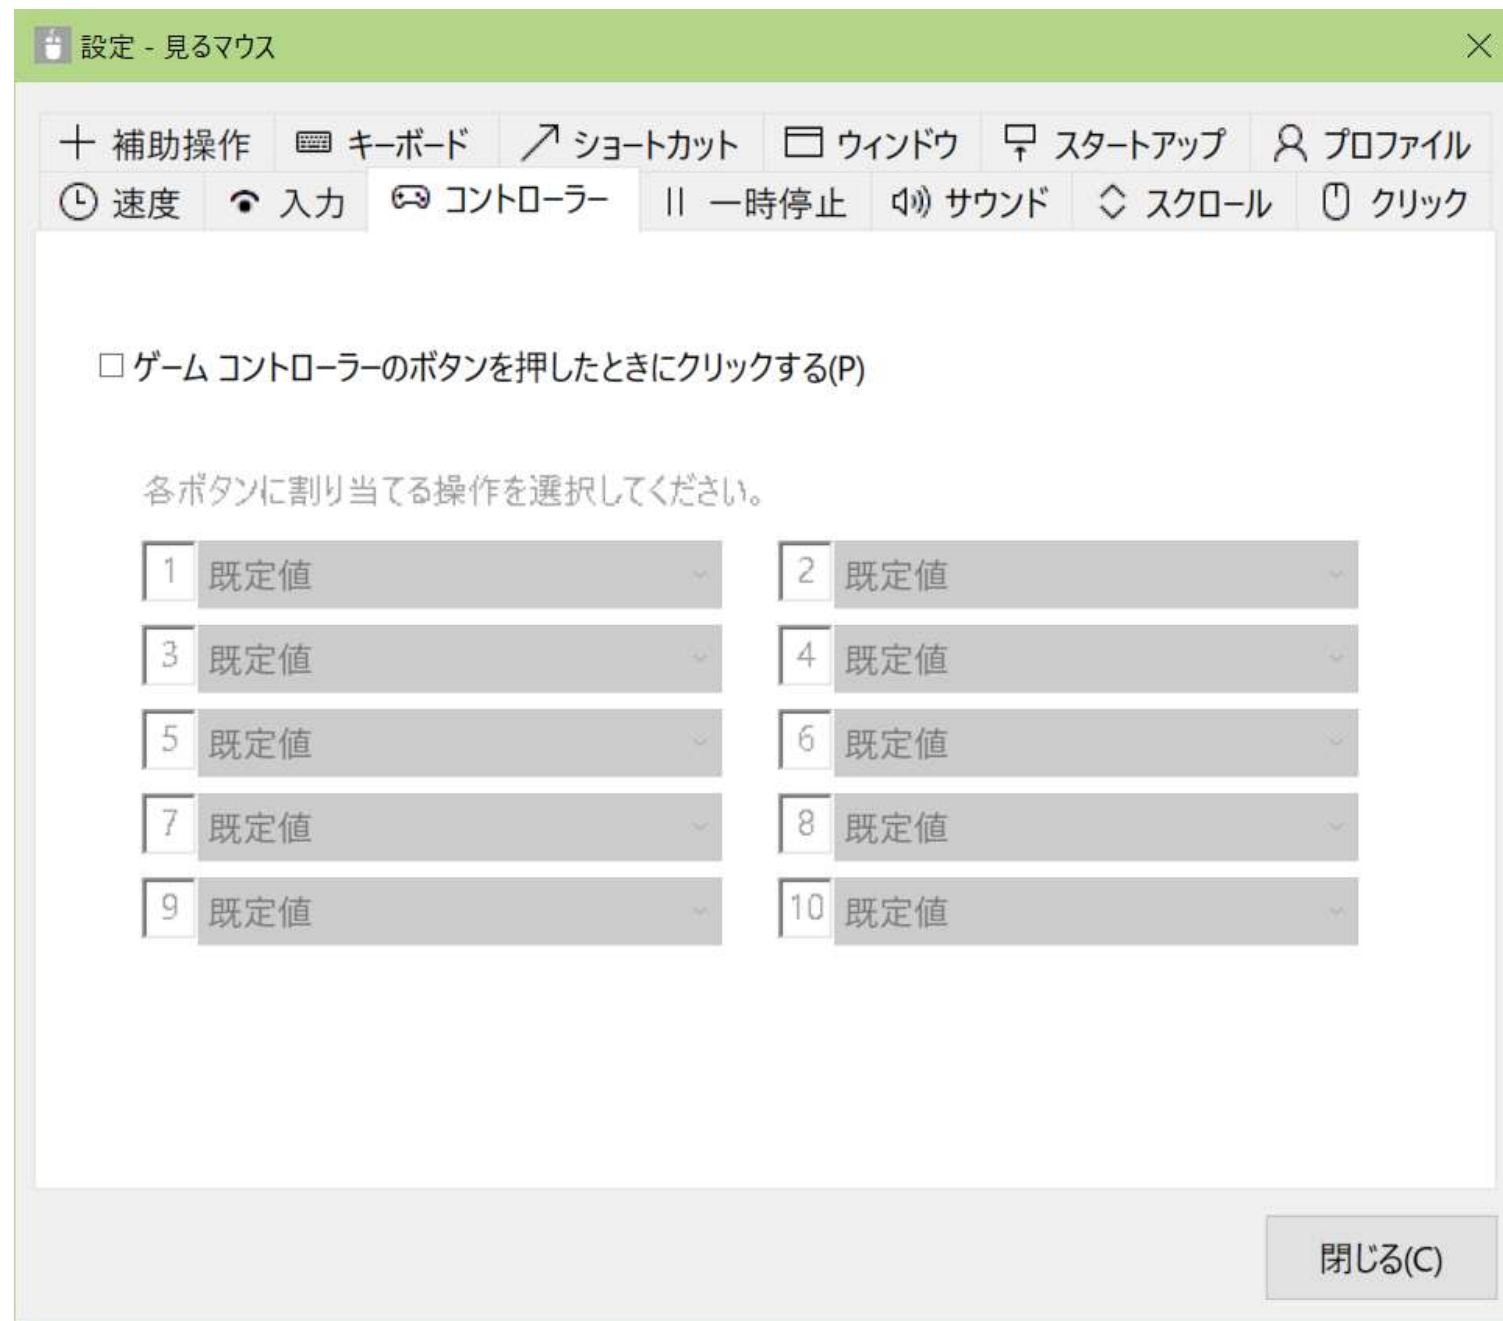 設定 - 見るマウス
補助操作 キーボード ショートカット ウィンドウ スタートアップ プロファイル
速度 入力 コントローラー 一時停止 サウンド スクロール クリック
ゲーム コントローラーのボタンを押したときにクリックする(P)
各ボタンに割り当てる操作を選択してください。
1 既定値 2 既定値
3 既定値 4 既定値
5 既定値 6 既定値
7 既定値 8 既定値
9 既定値 10 既定値
閉じる(C)